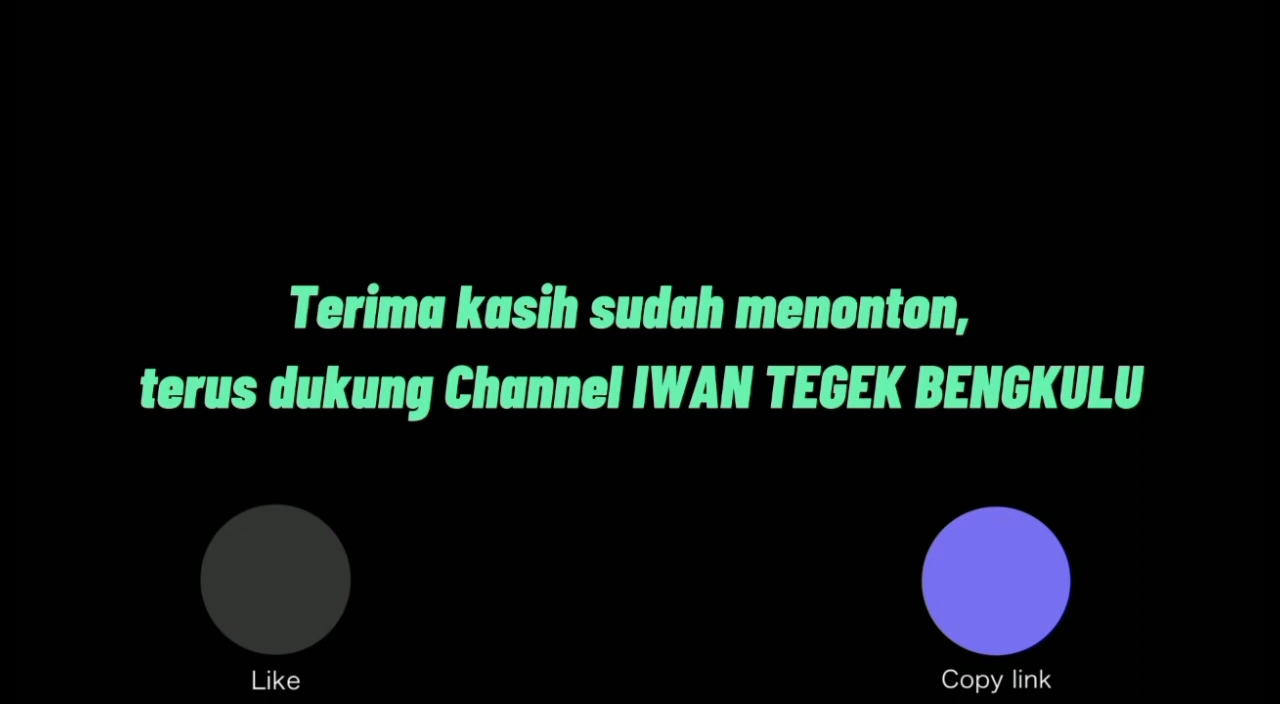 Terima kasih sudah menonton,
terus dukung Channel IWAN TEGEK BENGKULU
Like
Copy link